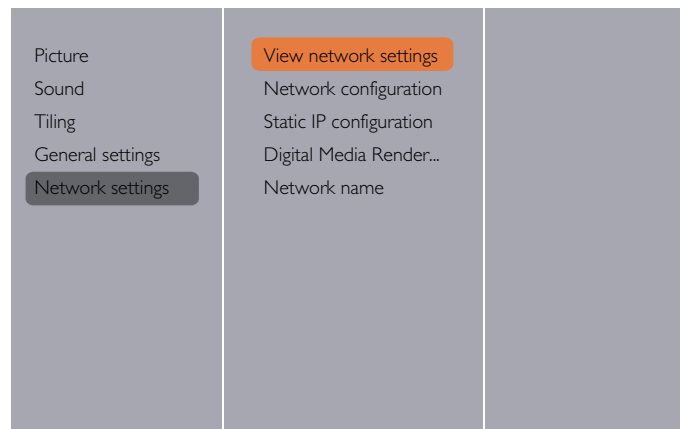 Picture
Sound
Tiling
General settings
Network settings
View network settings
Network configuration
Static IP configuration
Digital Media Render...
Network name